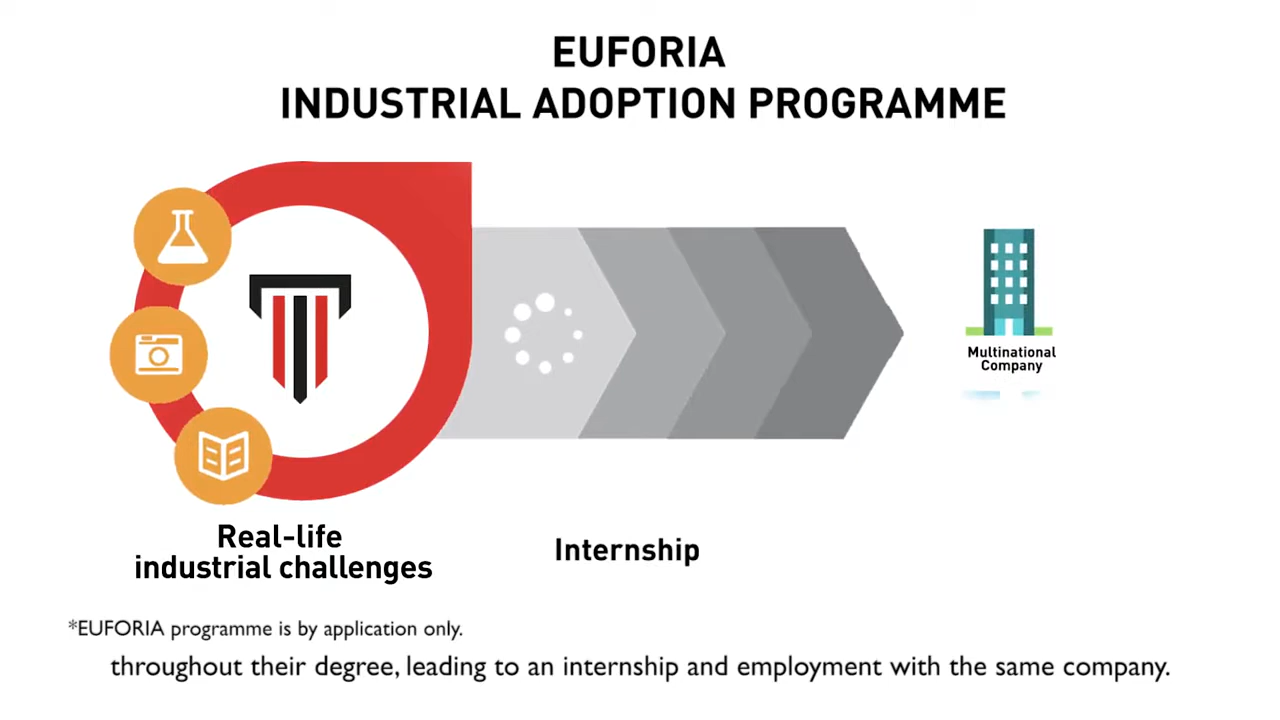 EUFORIA
INDUSTRIAL ADOPTION PROGRAMME
Multinational
Company
Real-life
industrial challenges
Internship
*EUFORIA programme is by application only.
throughout their degree, leading to an internship and employment with the same company.